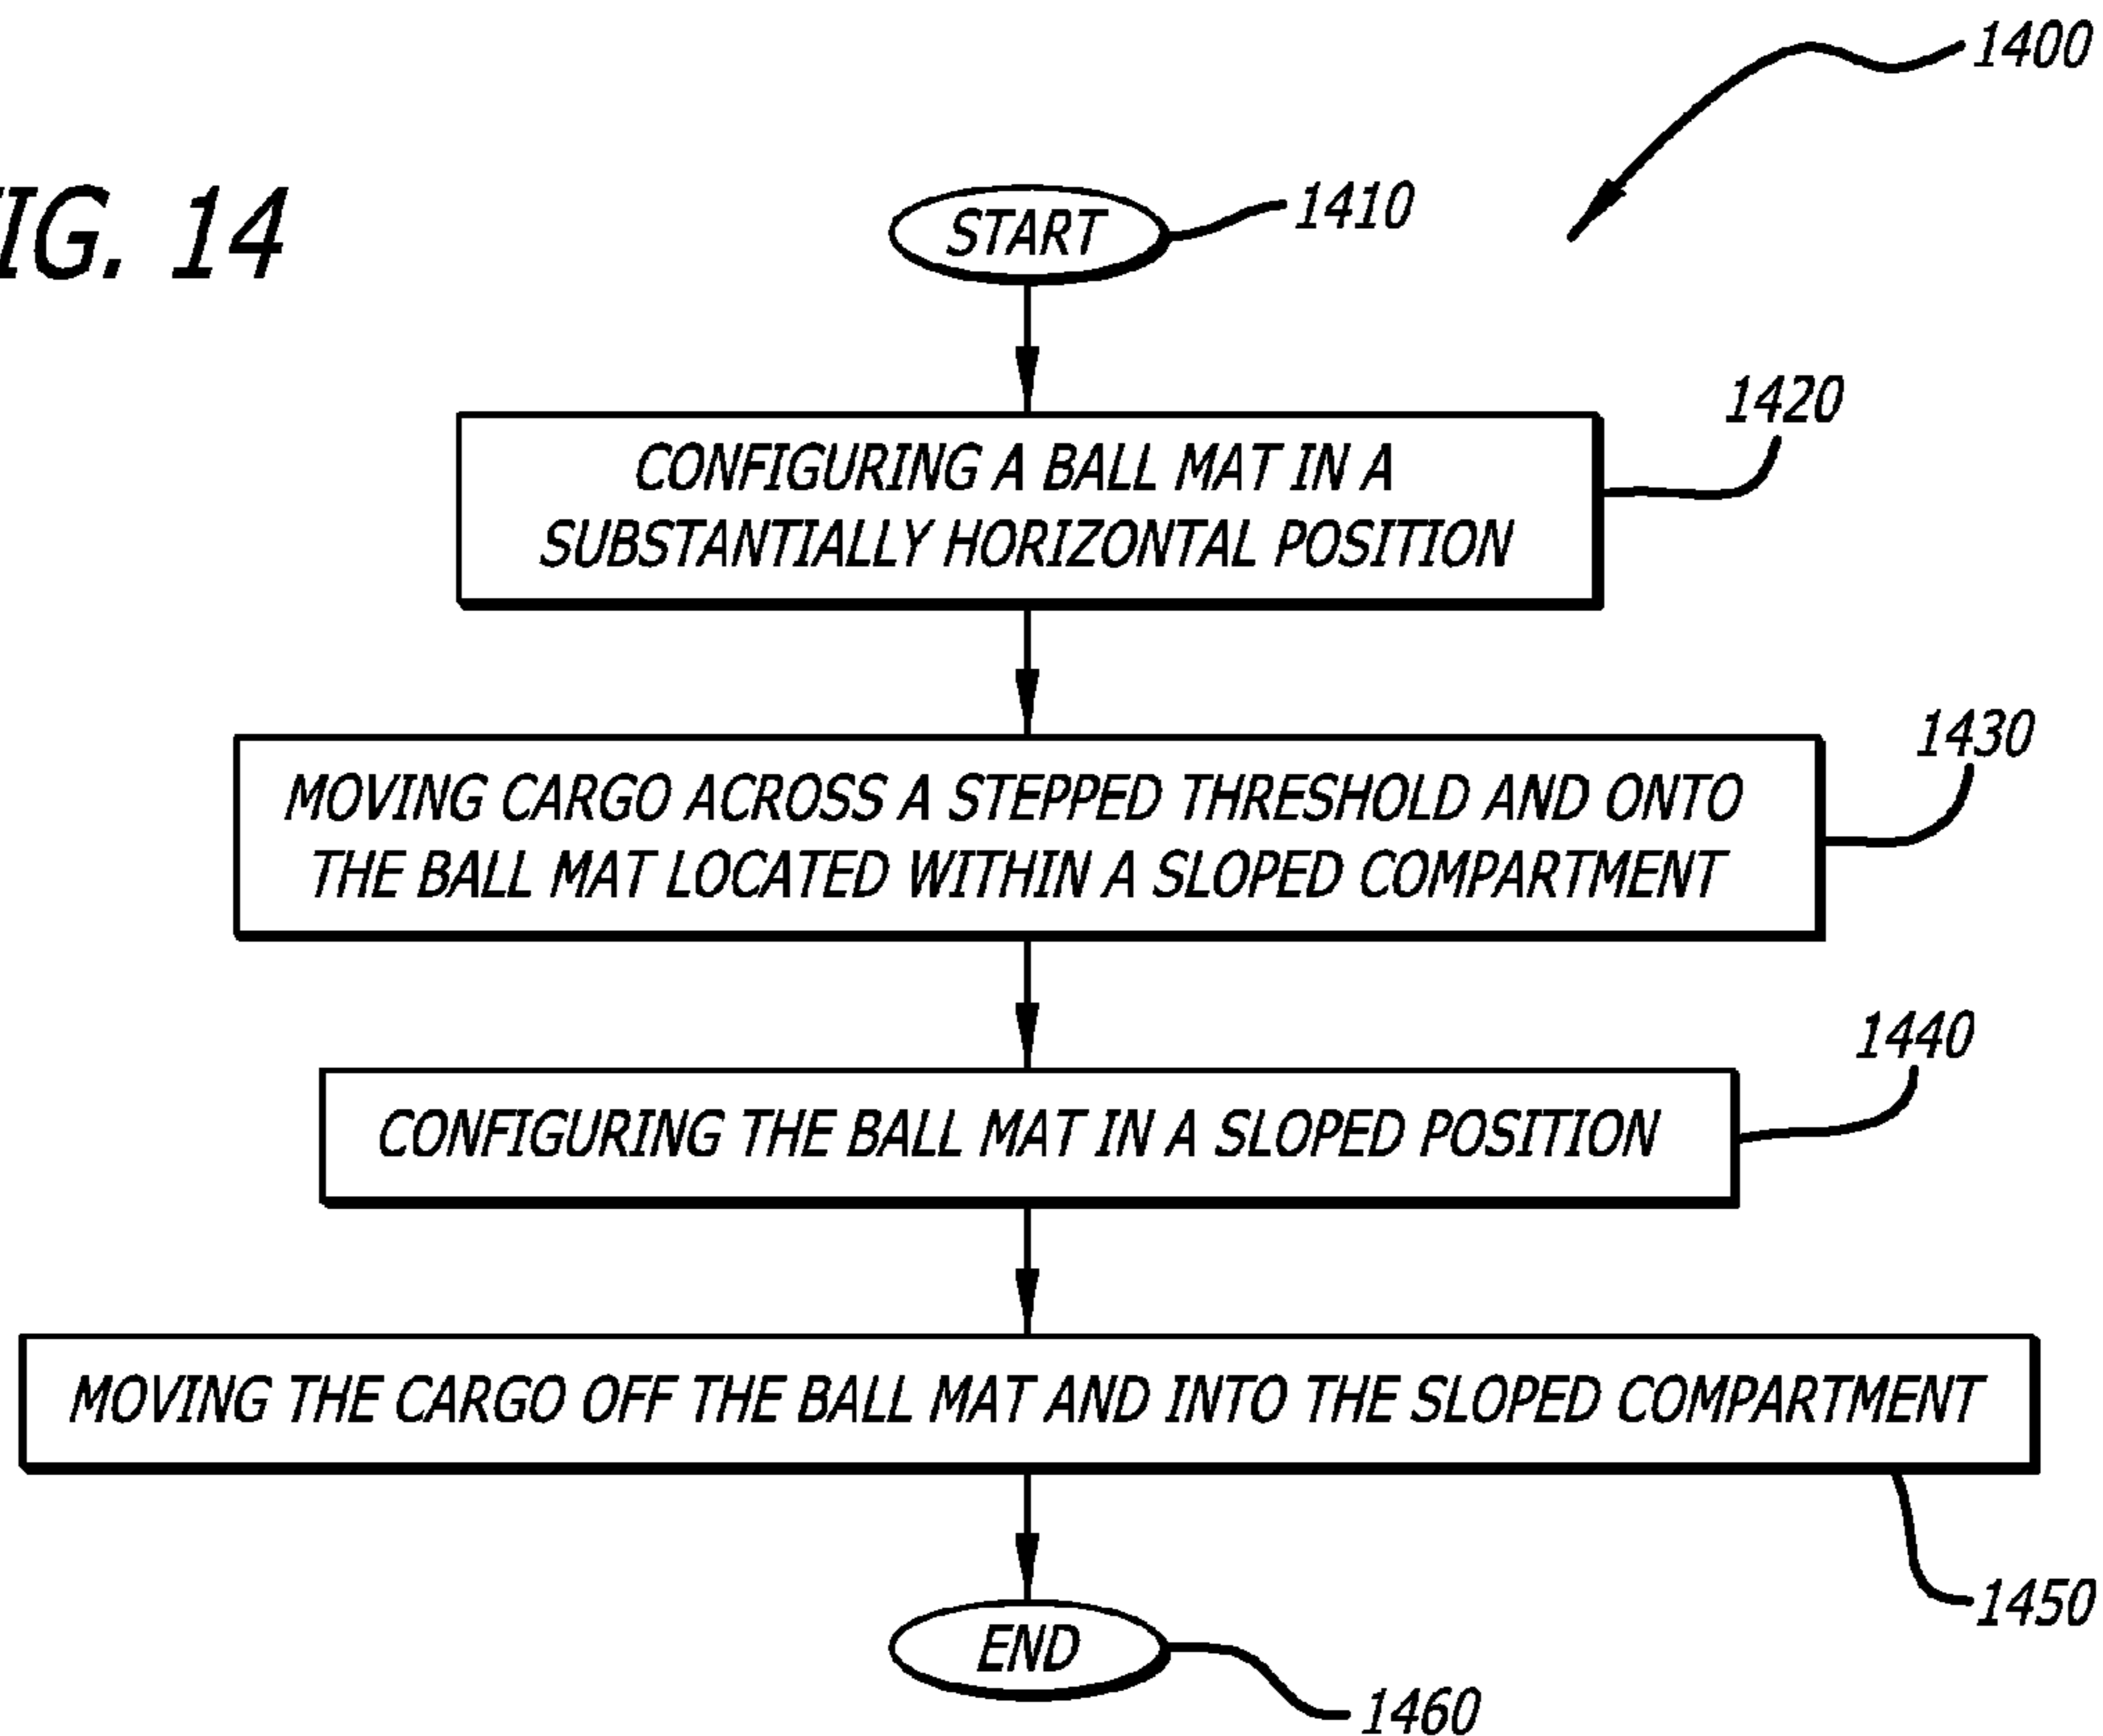 1400
IG. 14
START
1410
1420
CONFIGURING A BALL MAT IN A
SUBSTANTIALLY HORIZONTAL POSITION
1430
MOVING CARGO ACROSS A STEPPED THRESHOLD AND ONTO
THE BALL MAT LOCATED WITHIN A SLOPED COMPARTMENT
1440
CONFIGURING THE BALL MAT IN A SLOPED POSITION
MOVING THE CARGO OFF THE BALL MAT AND INTO THE SLOPED COMPARTMENT
1450
END
1460